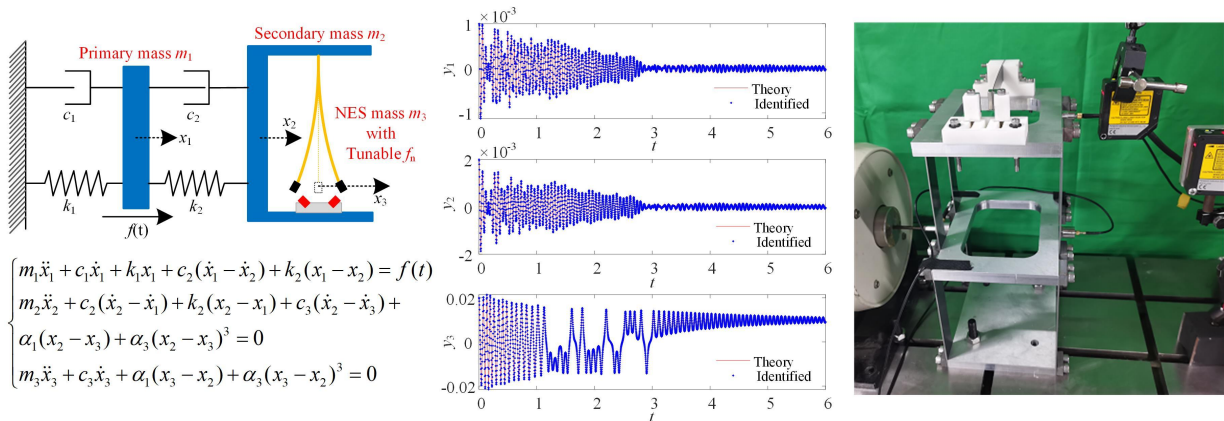 Primary mass m₁
Secondary mass m₂
c₁
c₂
x₁
x₂
NES mass m₃
with
Tunable fₙ
x₃
k₁
k₂
f(t)
m₁ẍ₁ + c₁ẋ₁ + k₁x₁ + c₂(ẋ₁ − ẋ₂) + k₂(x₁ − x₂) = f(t)
m₂ẍ₂ + c₂(ẋ₂ − ẋ₁) + k₂(x₂ − x₁) + c₃(ẋ₂ − ẋ₃) +
α₁(x₂ − x₃) + α₃(x₂ − x₃)³ = 0
m₃ẍ₃ + c₃ẋ₃ + α₁(x₃ − x₂) + α₃(x₃ − x₂)³ = 0
×10⁻³
1
0
-1
y₁
Theory
Identified
0 1 2 3 4 5 6
t
×10⁻³
2
0
-2
y₂
Theory
Identified
0 1 2 3 4 5 6
t
0.02
0
-0.02
y₃
Theory
Identified
0 1 2 3 4 5 6
t